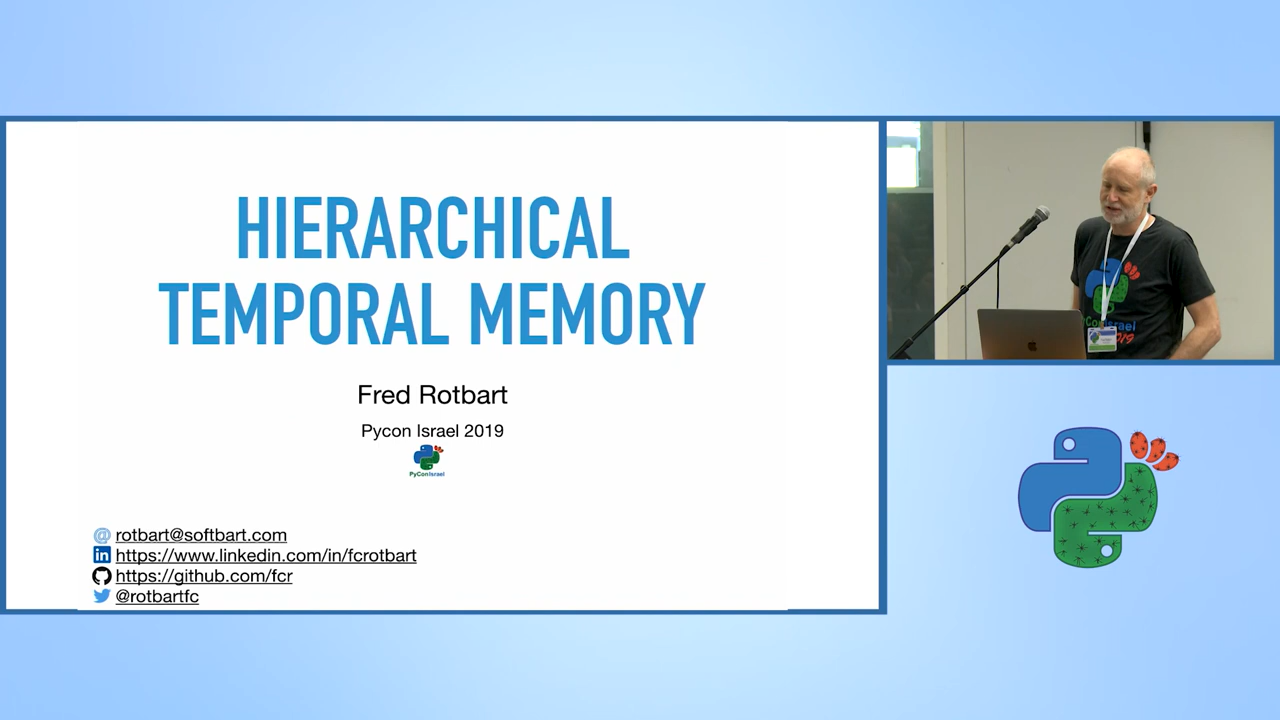 HIERARCHICAL
TEMPORAL MEMORY
Fred Rotbart
Pycon Israel 2019
PyConIsrael
@ rotbart@softbart.com
in https://www.linkedin.com/in/fcrotbart
https://github.com/fcr
@rotbartfc